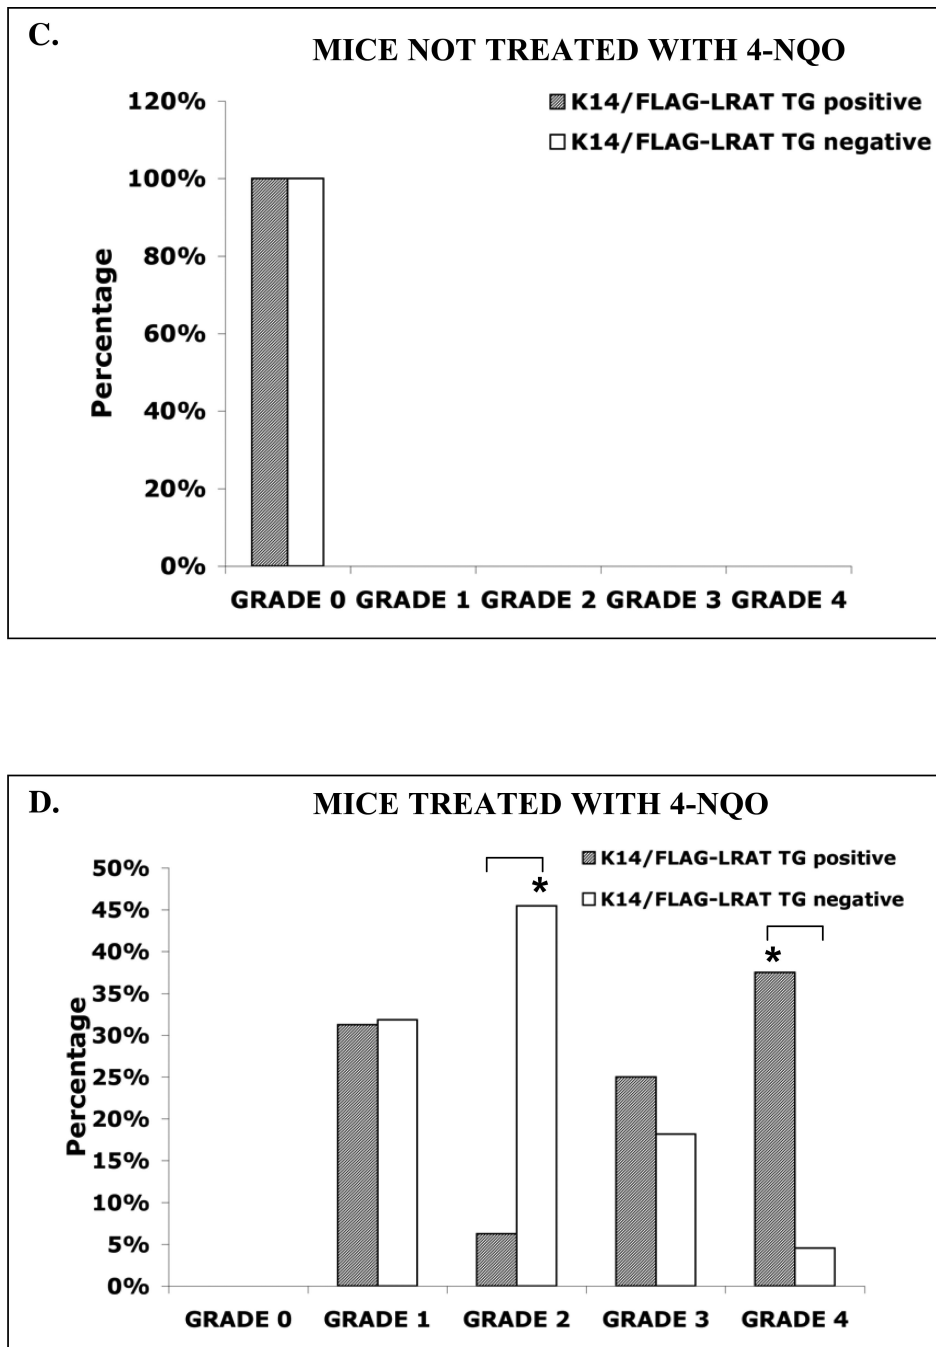 C.
MICE NOT TREATED WITH 4-NQO
K14/FLAG-LRAT TG positive
K14/FLAG-LRAT TG negative
120%
100%
80%
60%
40%
20%
0%
Percentage
GRADE 0 GRADE 1 GRADE 2 GRADE 3 GRADE 4
D.
MICE TREATED WITH 4-NQO
K14/FLAG-LRAT TG positive
K14/FLAG-LRAT TG negative
50%
45%
40%
35%
30%
25%
20%
15%
10%
5%
0%
Percentage
*
*
GRADE 0 GRADE 1 GRADE 2 GRADE 3 GRADE 4